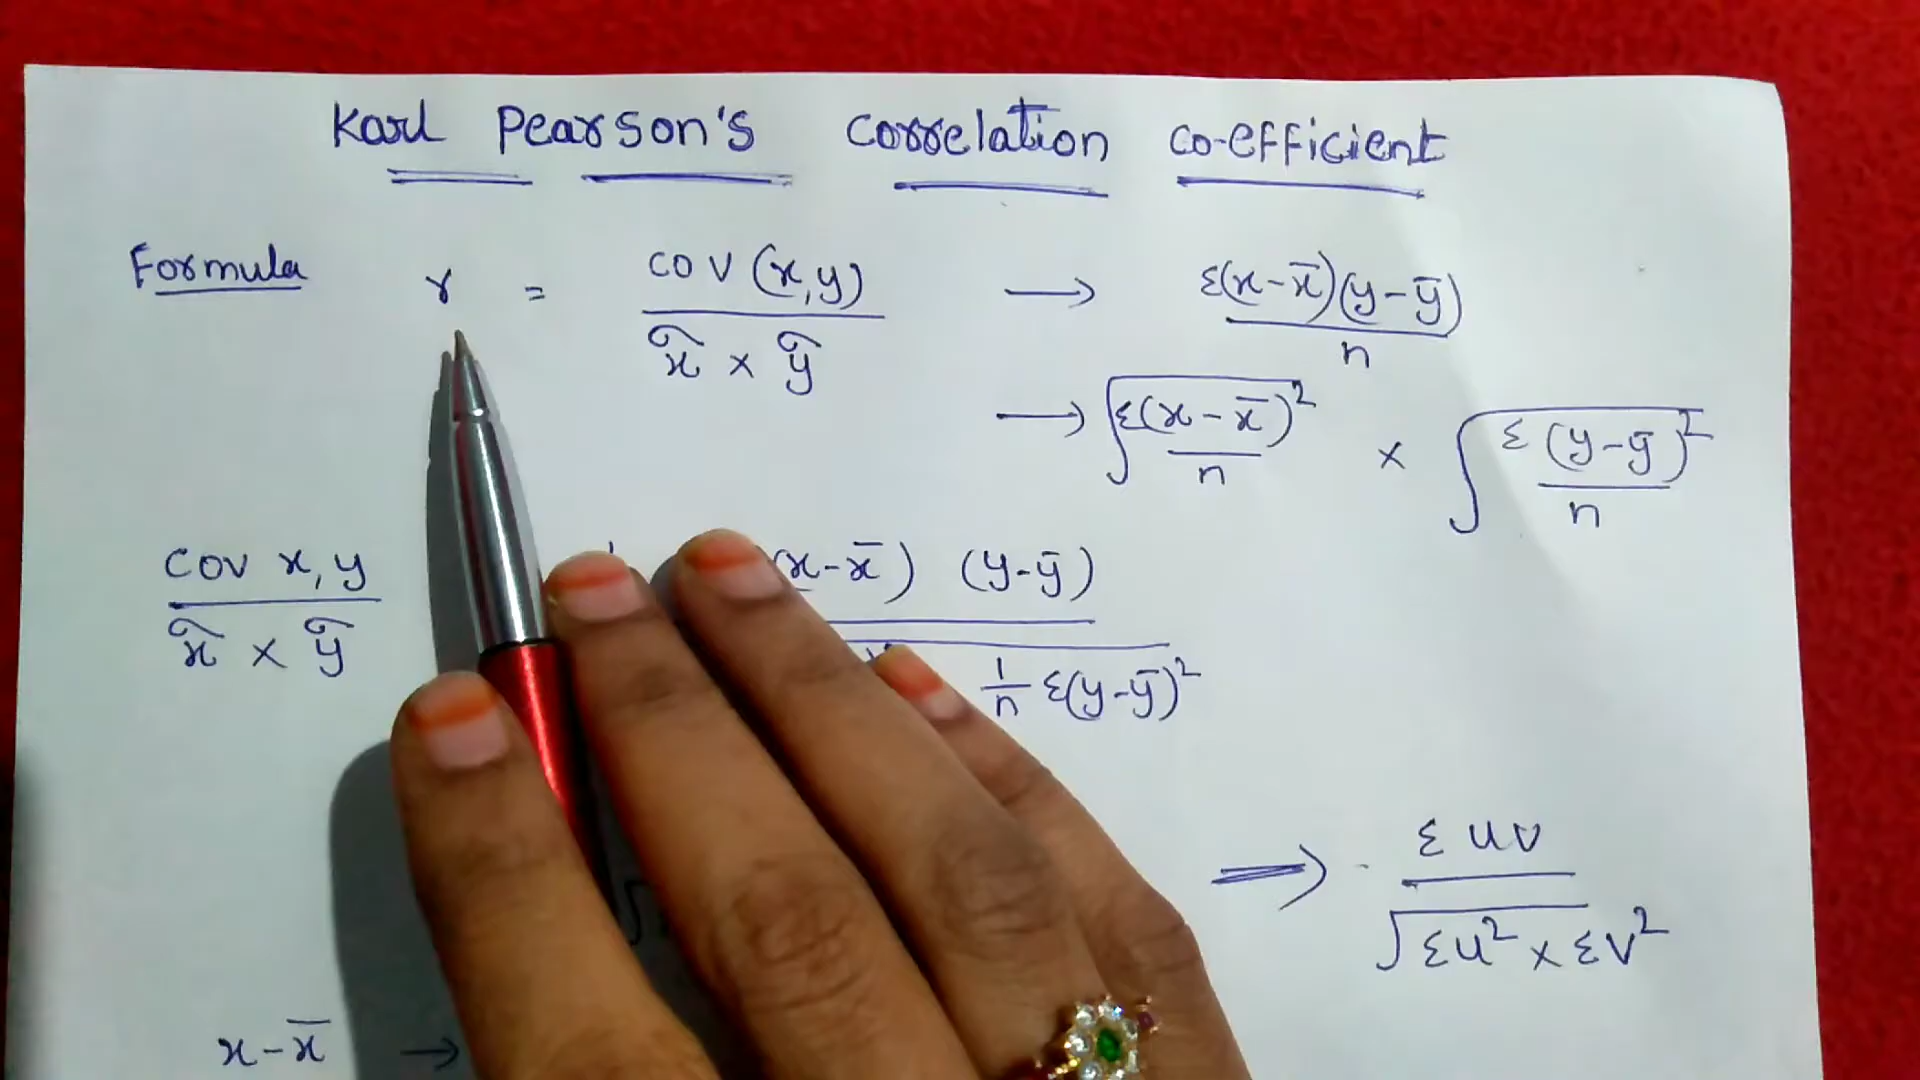 Karl Pearson's correlation co-efficient
Formula r = cov (x,y) → Σ(x-x̄)(y-ȳ)
σx × σy n
→ √Σ(x-x̄)² × √Σ(y-ȳ)²
n n
cov x, y (x-x̄) (y-ȳ)
σx × σy 1/n Σ(y-ȳ)²
⇒ Σuv
√Σu² × Σv²
x-x̄ →